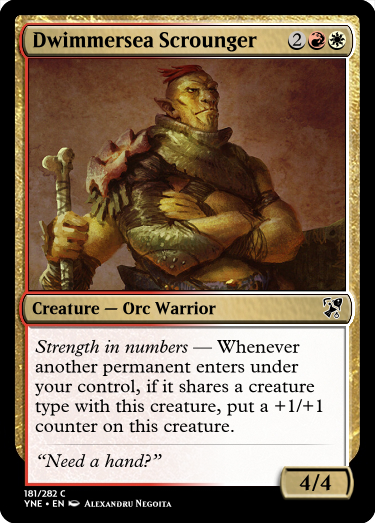 Dwimmersea Scrounger 2
Creature — Orc Warrior
Strength in numbers — Whenever
another permanent enters under
your control, if it shares a creature
type with this creature, put a +1/+1
counter on this creature.
“Need a hand?”
4/4
181/282 C
YNE • EN Alexandru Negoita